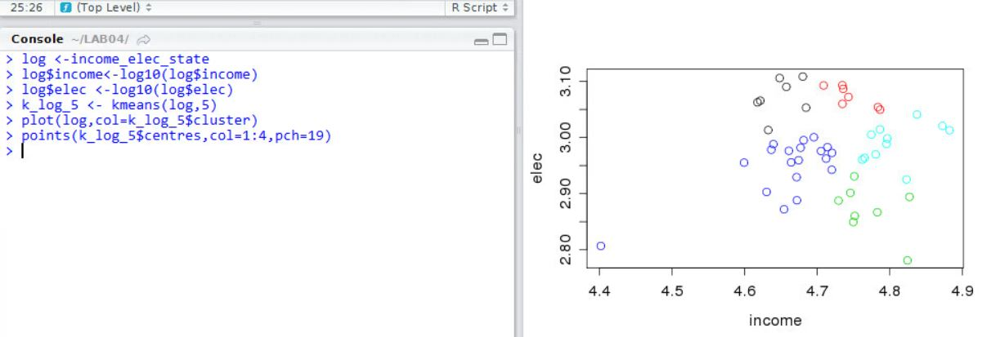 25:26 (Top Level) R Script
Console ~/LAB04/
> log <-income_elec_state
> log$income<-log10(log$income)
> log$elec <-log10(log$elec)
> k_log_5 <- kmeans(log,5)
> plot(log,col=k_log_5$cluster)
> points(k_log_5$centres,col=1:4,pch=19)
>
3.10
3.00
2.90
2.80
elec
4.4 4.5 4.6 4.7 4.8 4.9
income